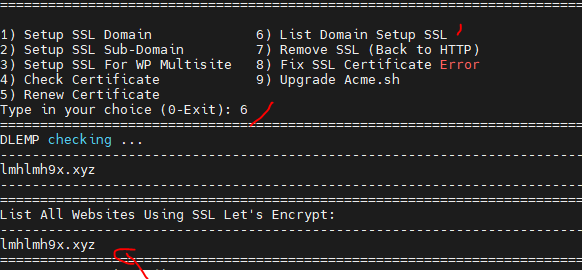 1) Setup SSL Domain 6) List Domain Setup SSL
2) Setup SSL Sub-Domain 7) Remove SSL (Back to HTTP)
3) Setup SSL For WP Multisite 8) Fix SSL Certificate Error
4) Check Certificate 9) Upgrade Acme.sh
5) Renew Certificate
Type in your choice (0-Exit): 6
DLEMP checking ...
lmhlmh9x.xyz
List All Websites Using SSL Let's Encrypt:
lmhlmh9x.xyz